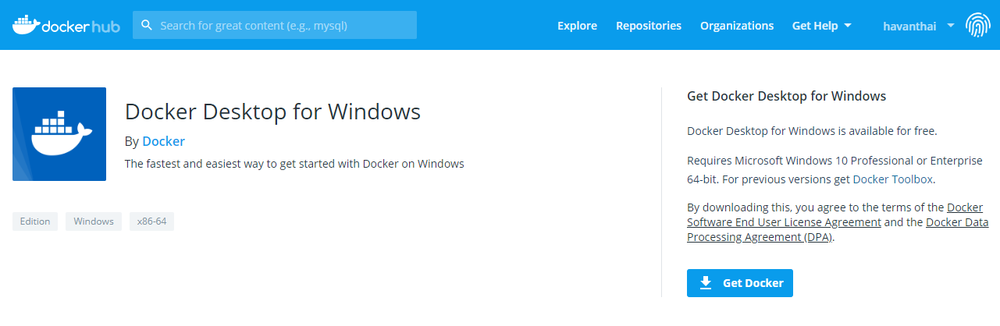 dockerhub
Search for great content (e.g., mysql)
Explore
Repositories
Organizations
Get Help
havanthai
Docker Desktop for Windows
By Docker
The fastest and easiest way to get started with Docker on Windows
Edition
Windows
x86-64
Get Docker Desktop for Windows
Docker Desktop for Windows is available for free.
Requires Microsoft Windows 10 Professional or Enterprise
64-bit. For previous versions get Docker Toolbox.
By downloading this, you agree to the terms of the Docker
Software End User License Agreement and the Docker Data
Processing Agreement (DPA).
Get Docker